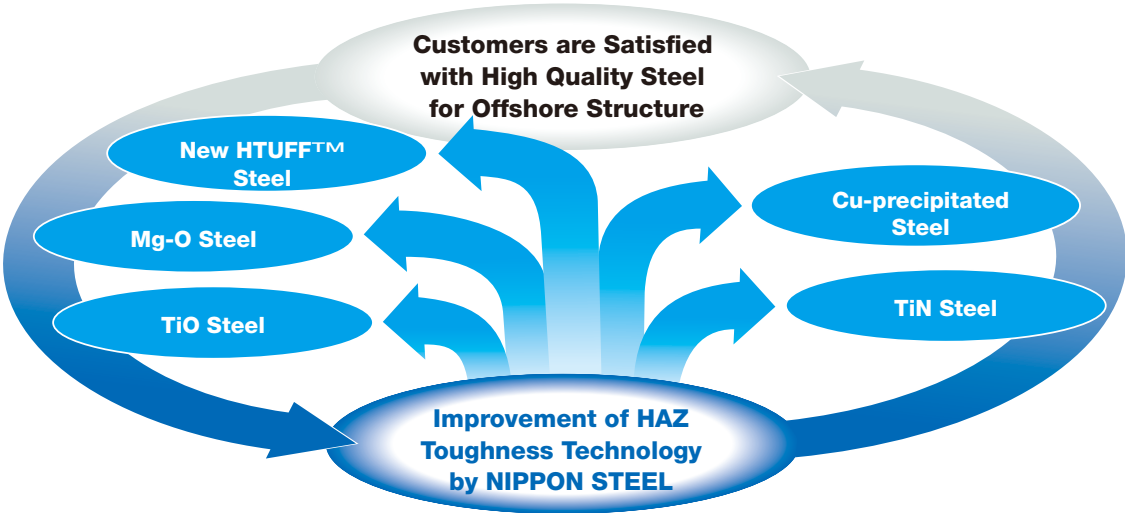 Customers are Satisfied
with High Quality Steel
for Offshore Structure
New HTUFF™
Steel
Mg-O Steel
TiO Steel
Cu-precipitated
Steel
TiN Steel
Improvement of HAZ
Toughness Technology
by NIPPON STEEL